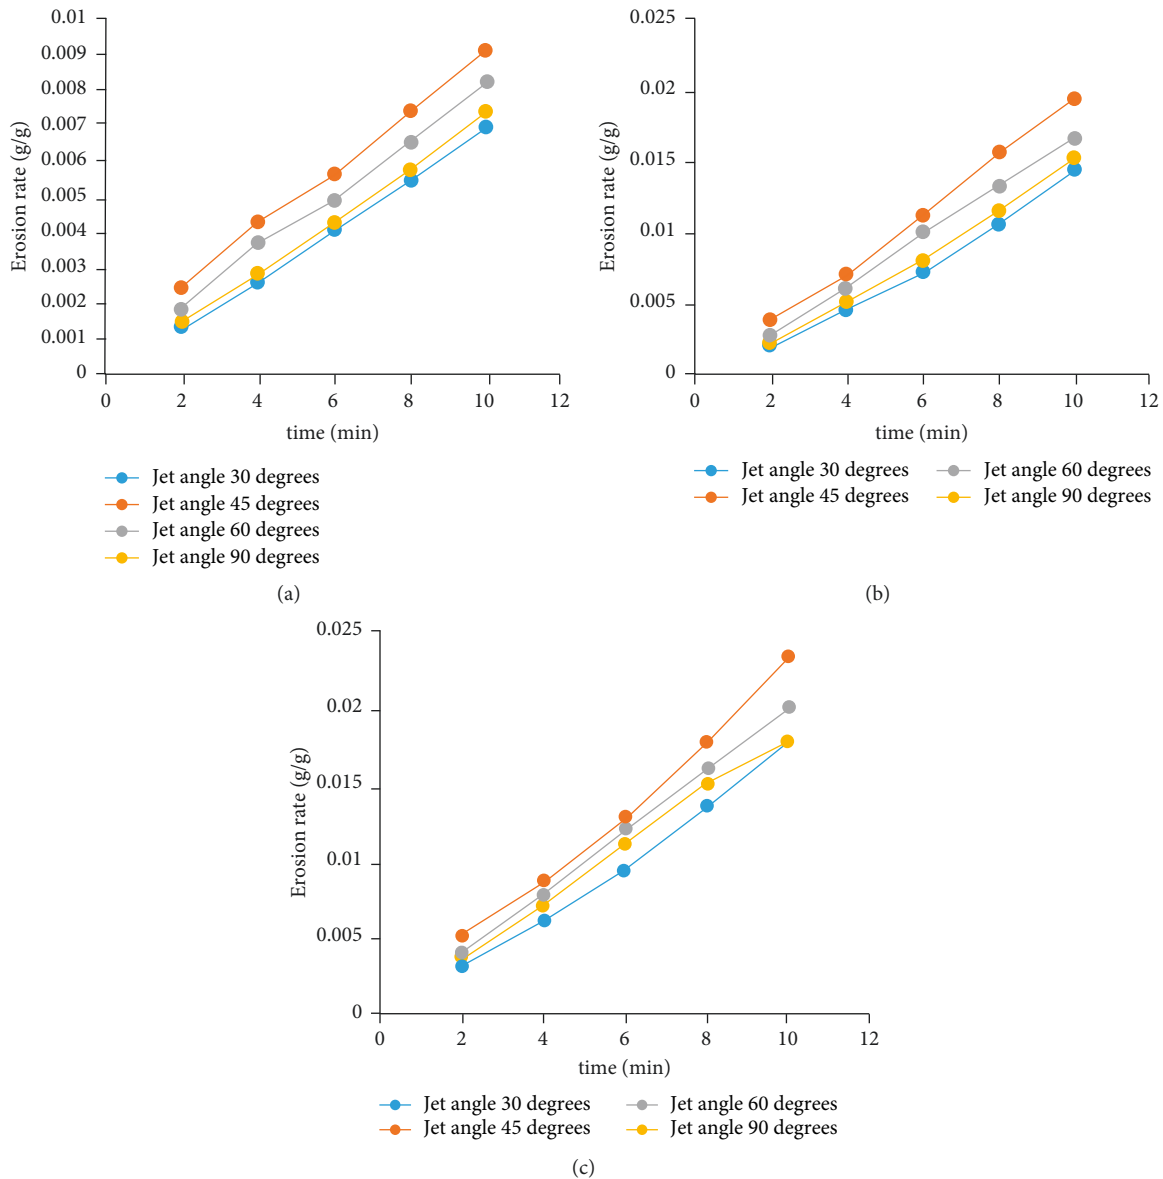 0.01
0.009
0.008
0.007
0.006
0.005
0.004
0.003
0.002
0.001
0
Erosion rate (g/g)
0 2 4 6 8 10 12
time (min)
Jet angle 30 degrees
Jet angle 45 degrees
Jet angle 60 degrees
Jet angle 90 degrees
(a)
0.025
0.02
0.015
0.01
0.005
0
Erosion rate (g/g)
0 2 4 6 8 10 12
time (min)
Jet angle 30 degrees Jet angle 60 degrees
Jet angle 45 degrees Jet angle 90 degrees
(b)
0.025
0.02
0.015
0.01
0.005
0
Erosion rate (g/g)
0 2 4 6 8 10 12
time (min)
Jet angle 30 degrees Jet angle 60 degrees
Jet angle 45 degrees Jet angle 90 degrees
(c)